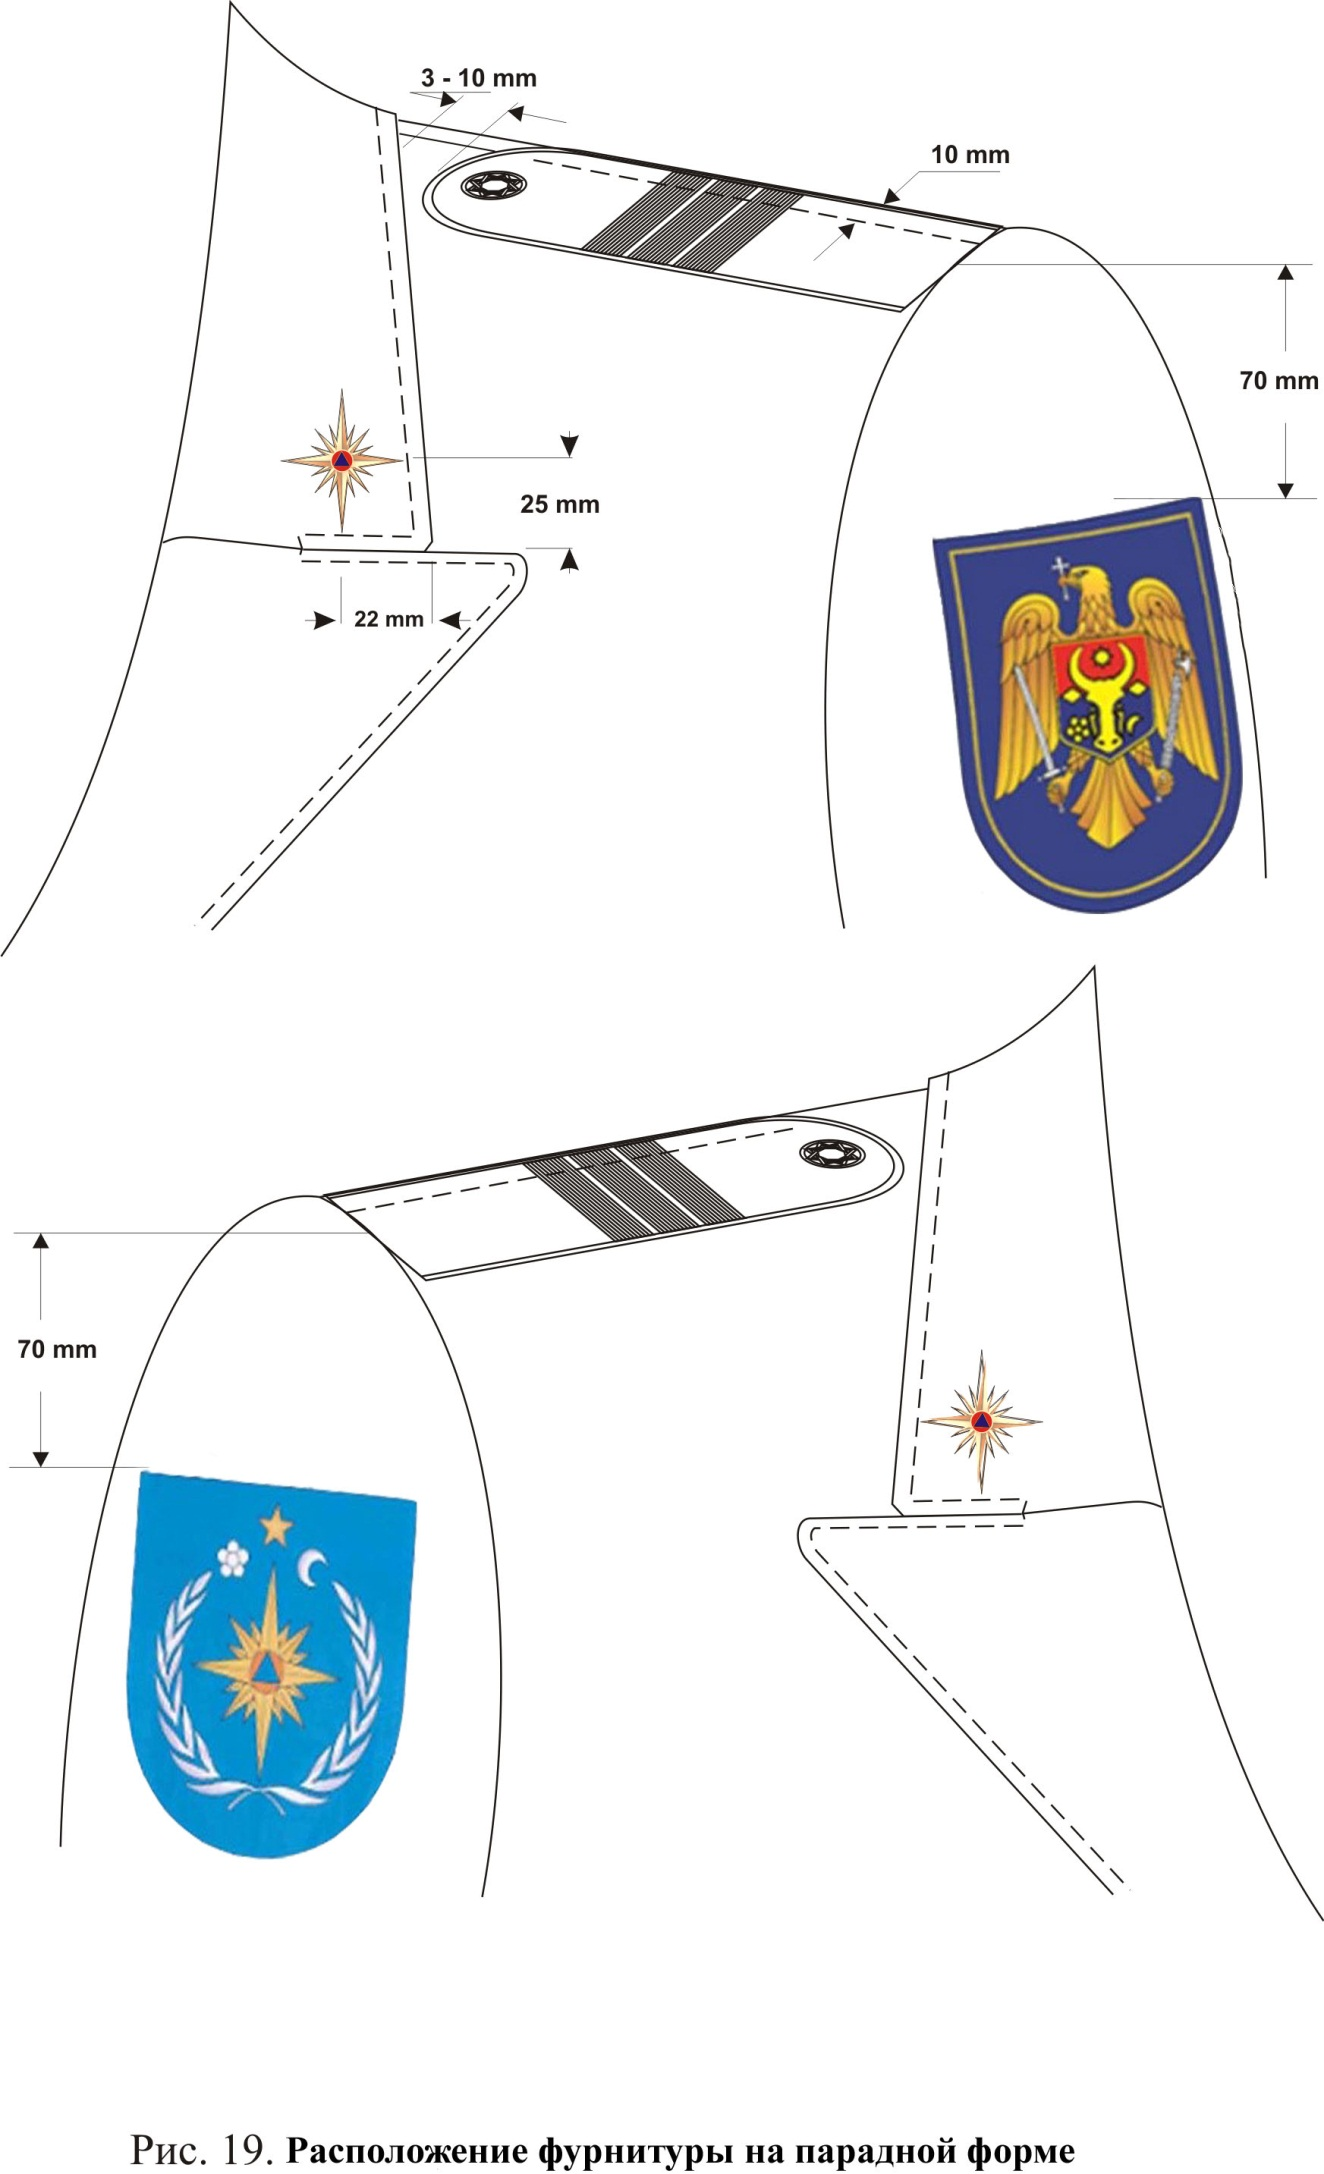 3 - 10 mm
10 mm
70 mm
25 mm
22 mm
70 mm
Рис. 19. Расположение фурнитуры на парадной форме